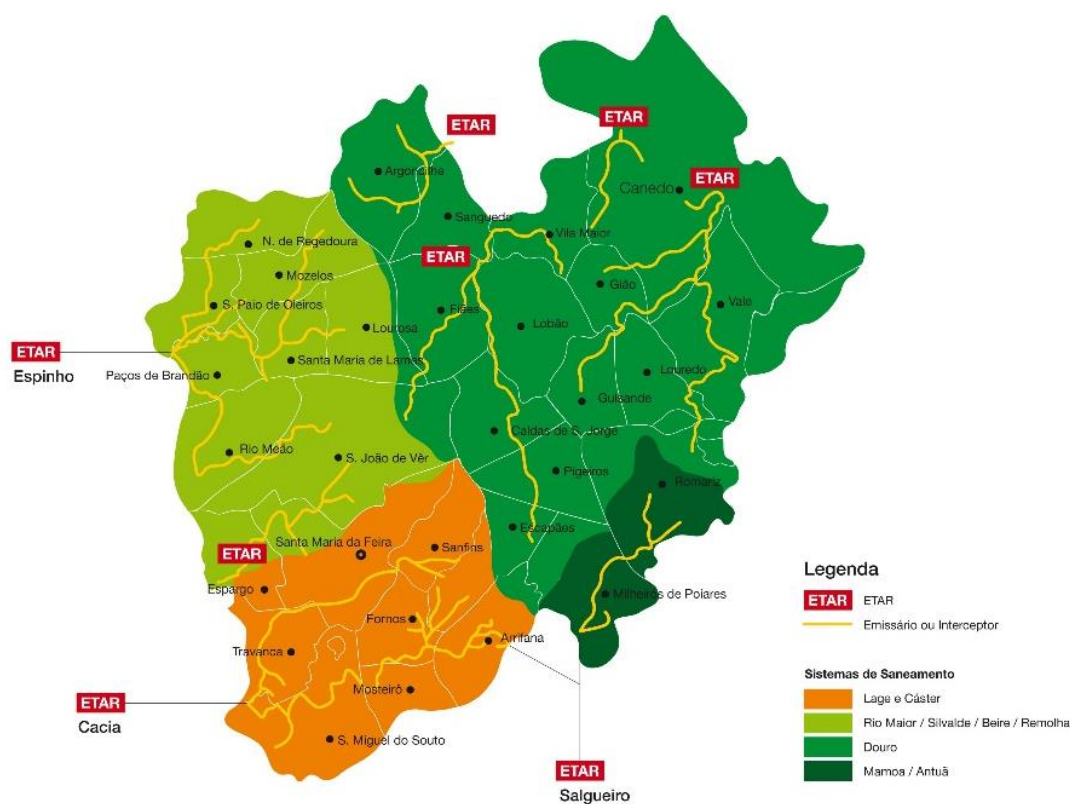 ETAR
ETAR
Argoncilhe
Canedo
ETAR
Sanguedo
Vila Maior
N. de Regedoura
ETAR
Mozelos
Gião
S. Paio de Oleiros
Fiães
Vale
Lourosa
Lobão
ETAR
Espinho
Santa Maria de Lamas
Paços de Brandão
Louredo
Guisande
Caldas de S. Jorge
Rio Meão
S. João de Vêr
Pigeiros
Romariz
Escapães
Santa Maria da Feira
Sanfins
ETAR
Espargo
Milheirós de Poiares
Fornos
Arrifana
Travanca
Mosteirô
ETAR
Cacia
S. Miguel do Souto
ETAR
Salgueiro
Legenda
ETAR ETAR
Emissário ou Interceptor
Sistemas de Saneamento
Lage e Cáster
Rio Maior / Silvalde / Beire / Remolha
Douro
Mamoa / Antuã